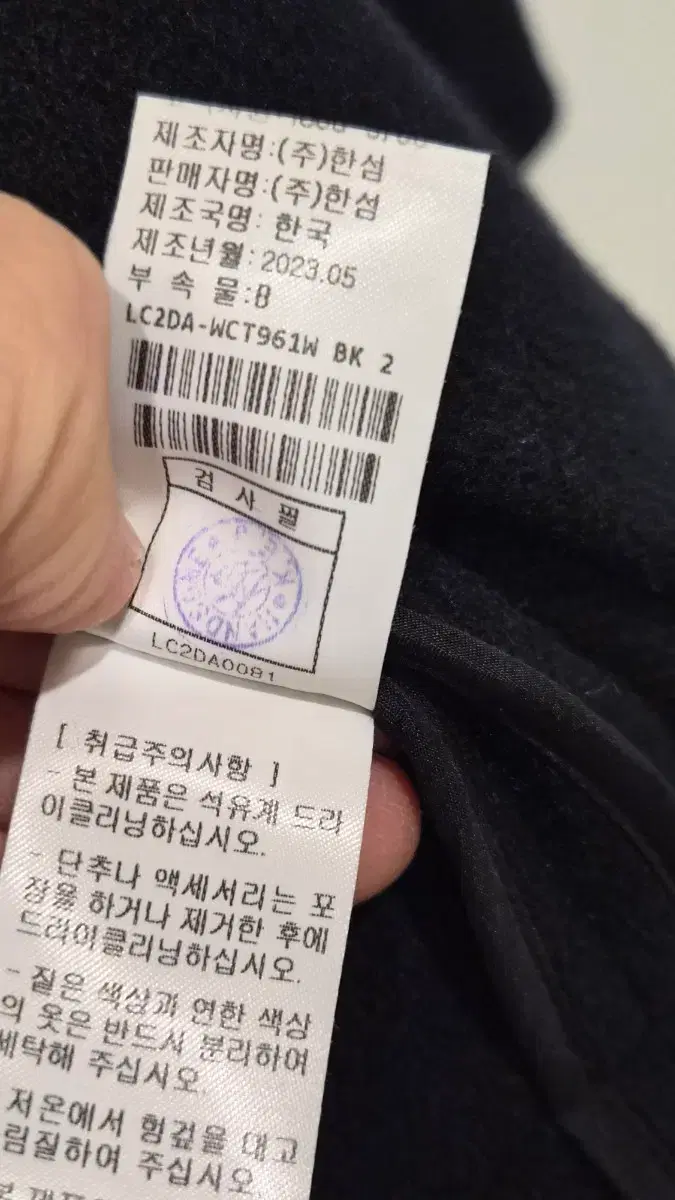 제조자명:(주)한섬
판매자명:(주)한섬
제조국명: 한국
제조년월: 2023.05
부 속 물:B
LC2DA-WCT961W BK 2
검 사 필
LC2DA0081
[ 취급주의사항 ]
- 본 제품은 석유계 드라
이클리닝하십시오.
- 단추나 액세서리는 포
장을 하거나 제거한 후에
드라이클리닝하십시오.
- 짙은 색상과 연한 색상
의 옷은 반드시 분리하여
세탁해 주십시오.
저온에서 헝겊을 대고
림질하여 주십시오